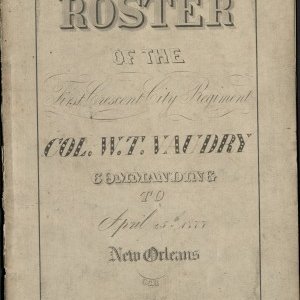 ROSTER
OF THE
First Crescent City Regiment
COL. W. T. VAUDRY
COMMANDING
TO
April 25th 1877
New Orleans